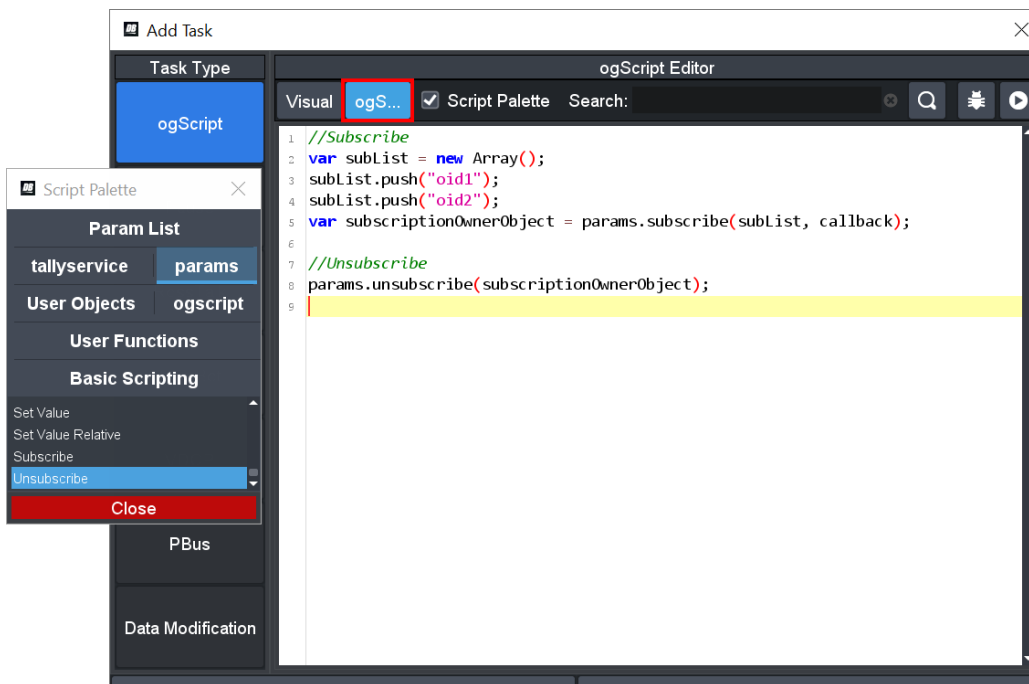 DB Add Task
Task Type
ogScript Editor
ogScript
Visual ogS... Script Palette Search:
1 //Subscribe
2 var subList = new Array();
3 subList.push("oid1");
4 subList.push("oid2");
5 var subscriptionOwnerObject = params.subscribe(subList, callback);
6
7 //Unsubscribe
8 params.unsubscribe(subscriptionOwnerObject);
9
DB Script Palette
Param List
tallyservice params
User Objects ogscript
User Functions
Basic Scripting
Set Value
Set Value Relative
Subscribe
Unsubscribe
Close
PBus
Data Modification